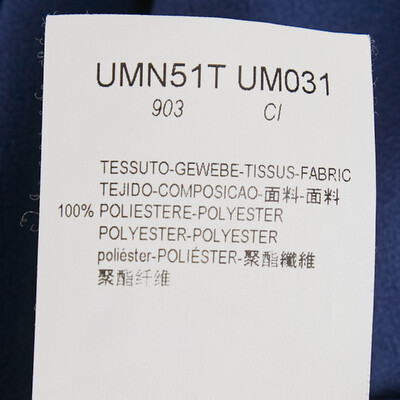 UMN51T UM031
903 CI
TESSUTO-GEWEBE-TISSUS-FABRIC
TEJIDO-COMPOSICAO-面料-面料
100% POLIESTERE-POLYESTER
POLYESTER-POLYESTER
poliéster-POLIÉSTER-聚酯纖維
聚酯纤维